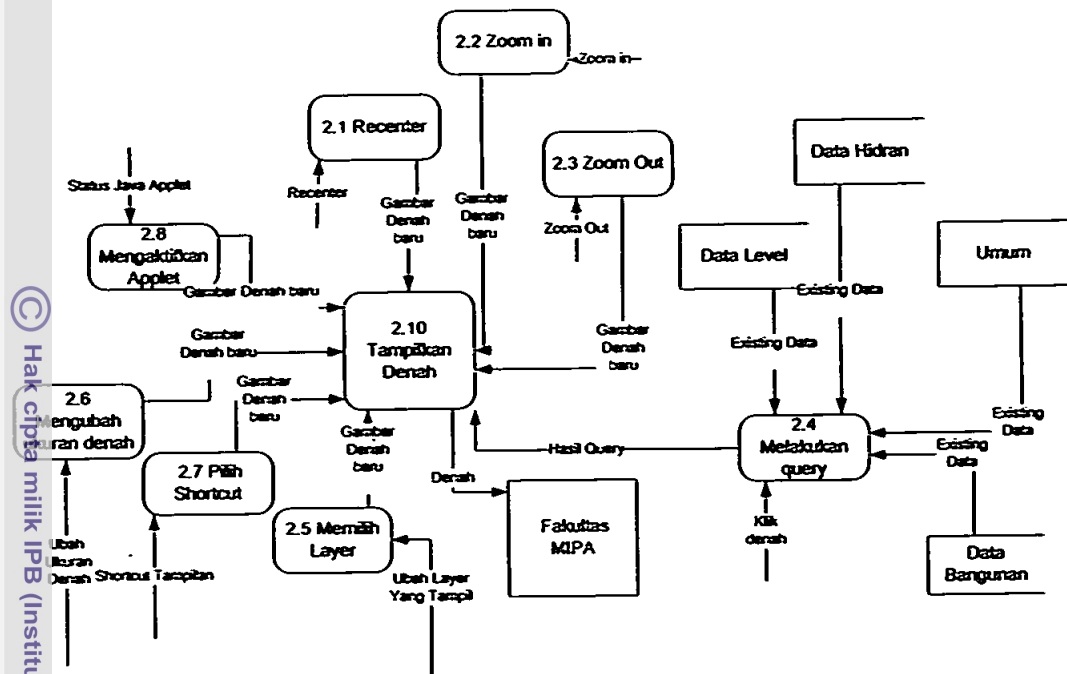 2.2 Zoom in
Zoom in
2.1 Recenter
Recenter
Gambar
Denah
baru
Gambar
Denah
baru
2.3 Zoom Out
Zoom Out
Gambar
Denah
baru
Data Hidran
Existing Data
Data Level
Existing Data
Umum
Existing
Data
Status Java Applet
2.8
Mengaktifkan
Applet
Gambar Denah baru
2.10
Tampilkan
Denah
Gambar
Denah baru
2.6
Mengubah
ukuran denah
Ubah
Ukuran
Denah
Gambar
Denah
baru
2.7 Pilih
Shortcut
Shortcut Tampilan
Gambar
Denah
baru
2.5 Memilih
Layer
Ubah Layer
Yang Tampil
Denah
Fakultas
MIPA
Hasil Query
2.4
Melakukan
query
Klik
denah
Existing
Data
Data
Bangunan
© Hak cipta milik IPB (Institu